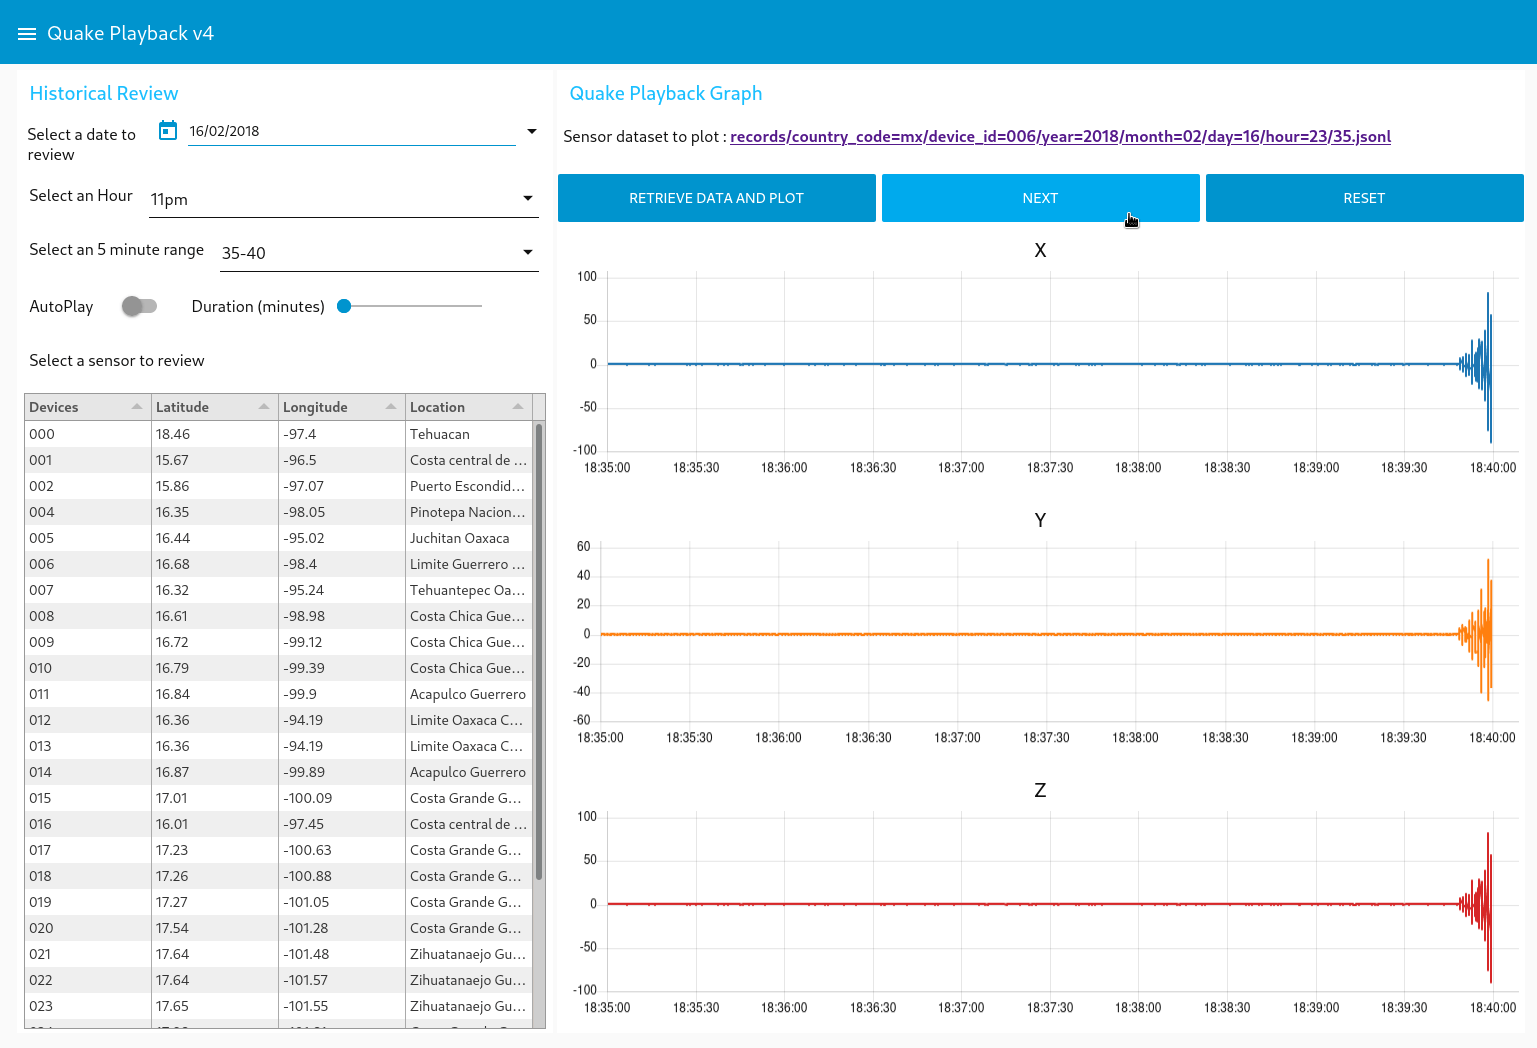 Quake Playback v4
Historical Review
Select a date to
review
16/02/2018
Select an Hour
11pm
Select an 5 minute range
35-40
AutoPlay
Duration (minutes)
Select a sensor to review
Devices Latitude Longitude Location
000 18.46 -97.4 Tehuacan
001 15.67 -96.5 Costa central de ...
002 15.86 -97.07 Puerto Escondid...
004 16.35 -98.05 Pinotepa Nacion...
005 16.44 -95.02 Juchitan Oaxaca
006 16.68 -98.4 Limite Guerrero ...
007 16.32 -95.24 Tehuantepec Oa...
008 16.61 -98.98 Costa Chica Gue...
009 16.72 -99.12 Costa Chica Gue...
010 16.79 -99.39 Costa Chica Gue...
011 16.84 -99.9 Acapulco Guerrero
012 16.36 -94.19 Limite Oaxaca C...
013 16.36 -94.19 Limite Oaxaca C...
014 16.87 -99.89 Acapulco Guerrero
015 17.01 -100.09 Costa Grande G...
016 16.01 -97.45 Costa central de ...
017 17.23 -100.63 Costa Grande G...
018 17.26 -100.88 Costa Grande G...
019 17.27 -101.05 Costa Grande G...
020 17.54 -101.28 Costa Grande G...
021 17.64 -101.48 Zihuatanaejo Gu...
022 17.64 -101.57 Zihuatanaejo Gu...
023 17.65 -101.55 Zihuatanaejo Gu...
Quake Playback Graph
Sensor dataset to plot : records/country_code=mx/device_id=006/year=2018/month=02/day=16/hour=23/35.jsonl
RETRIEVE DATA AND PLOT
NEXT
RESET
X
100
50
0
-50
-100
18:35:00 18:35:30 18:36:00 18:36:30 18:37:00 18:37:30 18:38:00 18:38:30 18:39:00 18:39:30 18:40:00
Y
60
40
20
0
-20
-40
-60
18:35:00 18:35:30 18:36:00 18:36:30 18:37:00 18:37:30 18:38:00 18:38:30 18:39:00 18:39:30 18:40:00
Z
100
50
0
-50
-100
18:35:00 18:35:30 18:36:00 18:36:30 18:37:00 18:37:30 18:38:00 18:38:30 18:39:00 18:39:30 18:40:00